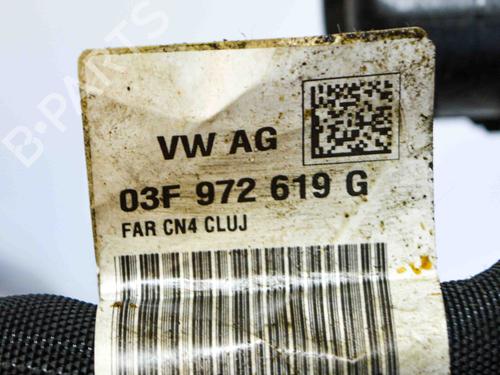 B-PARTS
VW AG
03F 972 619 G
FAR CN4 CLUJ